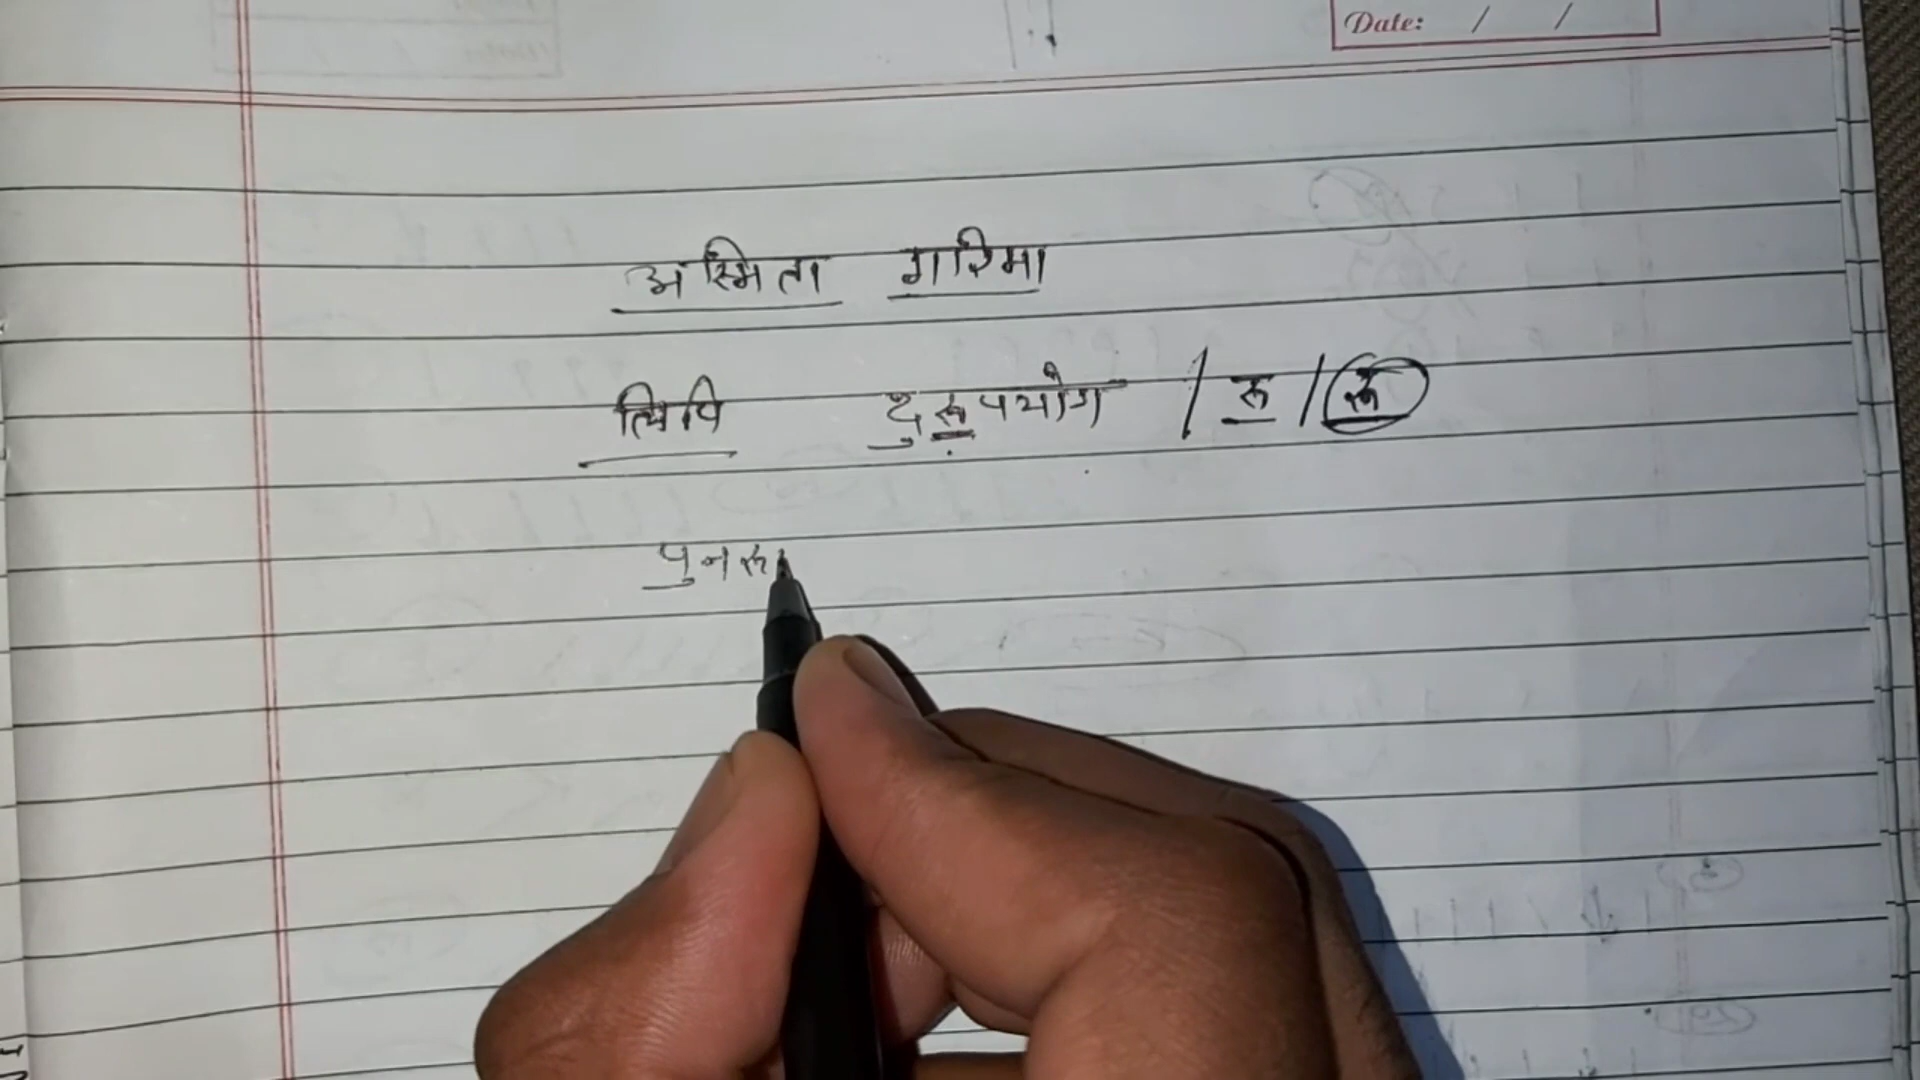 Date: / /
अस्मिता गरिमा
लिपि दुरूपयोग / रु / रू
पुनरू